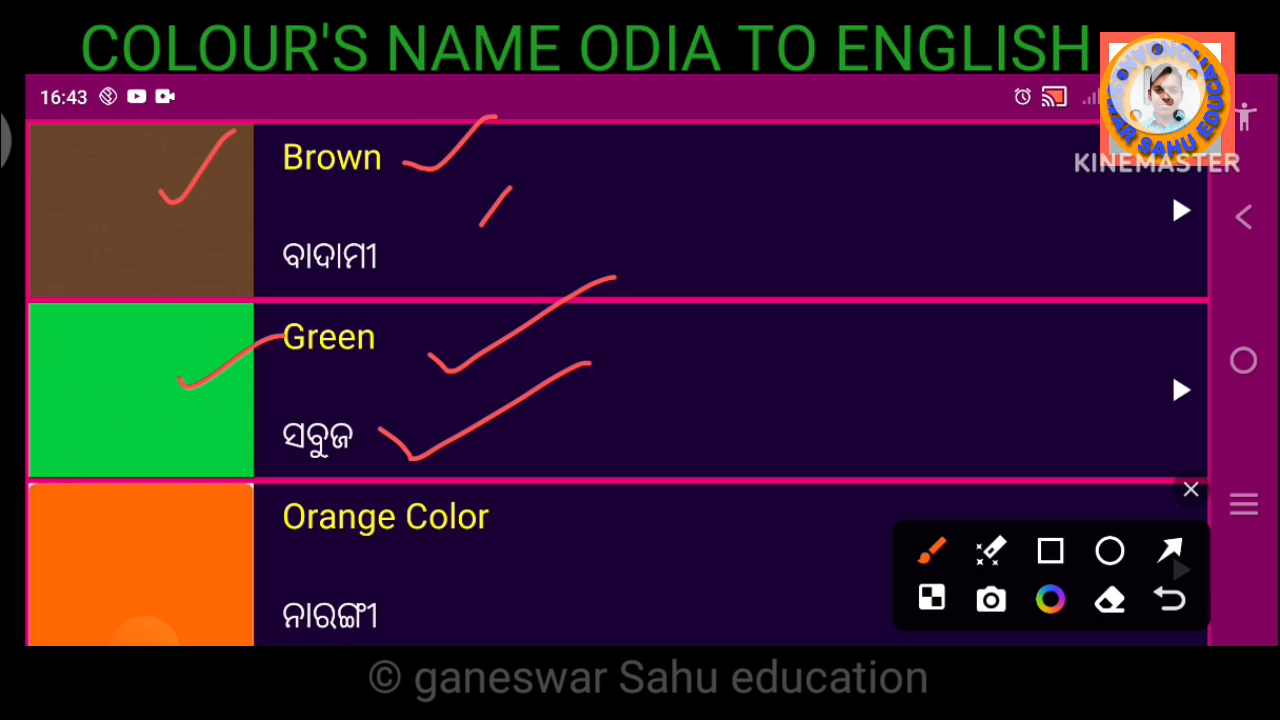 COLOUR'S NAME ODIA TO ENGLISH
16:43
Brown
ବାଦାମୀ
KINEMASTER
Green
ସବୁଜ
Orange Color
ନାରଙ୍ଗୀ
© ganeswar Sahu education